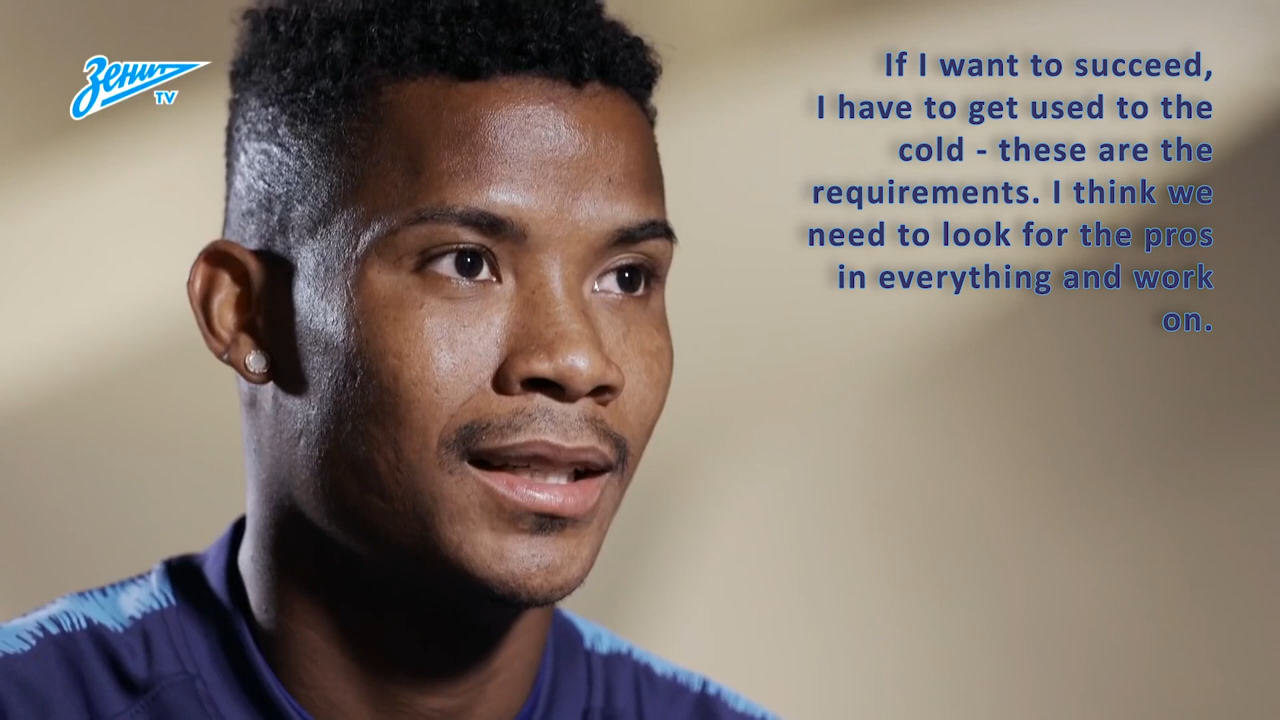 Зенит
TV
If I want to succeed,
I have to get used to the
cold - these are the
requirements. I think we
need to look for the pros
in everything and work
on.